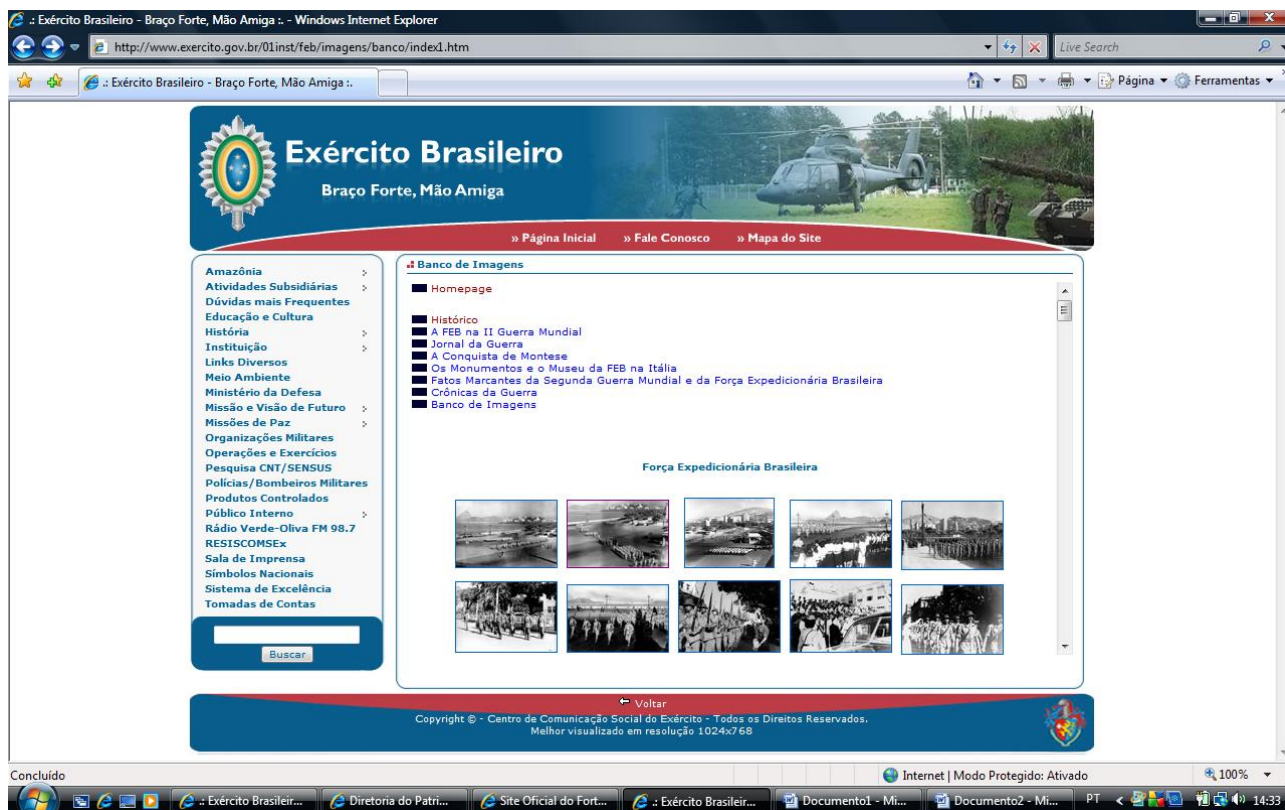 .: Exército Brasileiro - Braço Forte, Mão Amiga :. - Windows Internet Explorer
http://www.exercito.gov.br/01inst/feb/imagens/banco/index1.htm
Live Search
.: Exército Brasileiro - Braço Forte, Mão Amiga :.
Página
Ferramentas
Exército Brasileiro
Braço Forte, Mão Amiga
» Página Inicial » Fale Conosco » Mapa do Site
Amazônia
Atividades Subsidiárias
Dúvidas mais Frequentes
Educação e Cultura
História
Instituição
Links Diversos
Meio Ambiente
Ministério da Defesa
Missão e Visão de Futuro
Missões de Paz
Organizações Militares
Operações e Exercícios
Pesquisa CNT/SENSUS
Polícias/Bombeiros Militares
Produtos Controlados
Público Interno
Rádio Verde-Oliva FM 98.7
RESISCOMSEx
Sala de Imprensa
Símbolos Nacionais
Sistema de Excelência
Tomadas de Contas
Buscar
Banco de Imagens
Homepage
Histórico
A FEB na II Guerra Mundial
Jornal da Guerra
A Conquista de Montese
Os Monumentos e o Museu da FEB na Itália
Fatos Marcantes da Segunda Guerra Mundial e da Força Expedicionária Brasileira
Crônicas da Guerra
Banco de Imagens
Força Expedicionária Brasileira
Voltar
Copyright © - Centro de Comunicação Social do Exército - Todos os Direitos Reservados.
Melhor visualizado em resolução 1024x768
Concluído
Internet | Modo Protegido: Ativado
100%
.: Exército Brasileir...
Diretoria do Patri...
Site Oficial do Fort...
.: Exército Brasileir...
Documento1 - Mi...
Documento2 - Mi...
PT
14:33